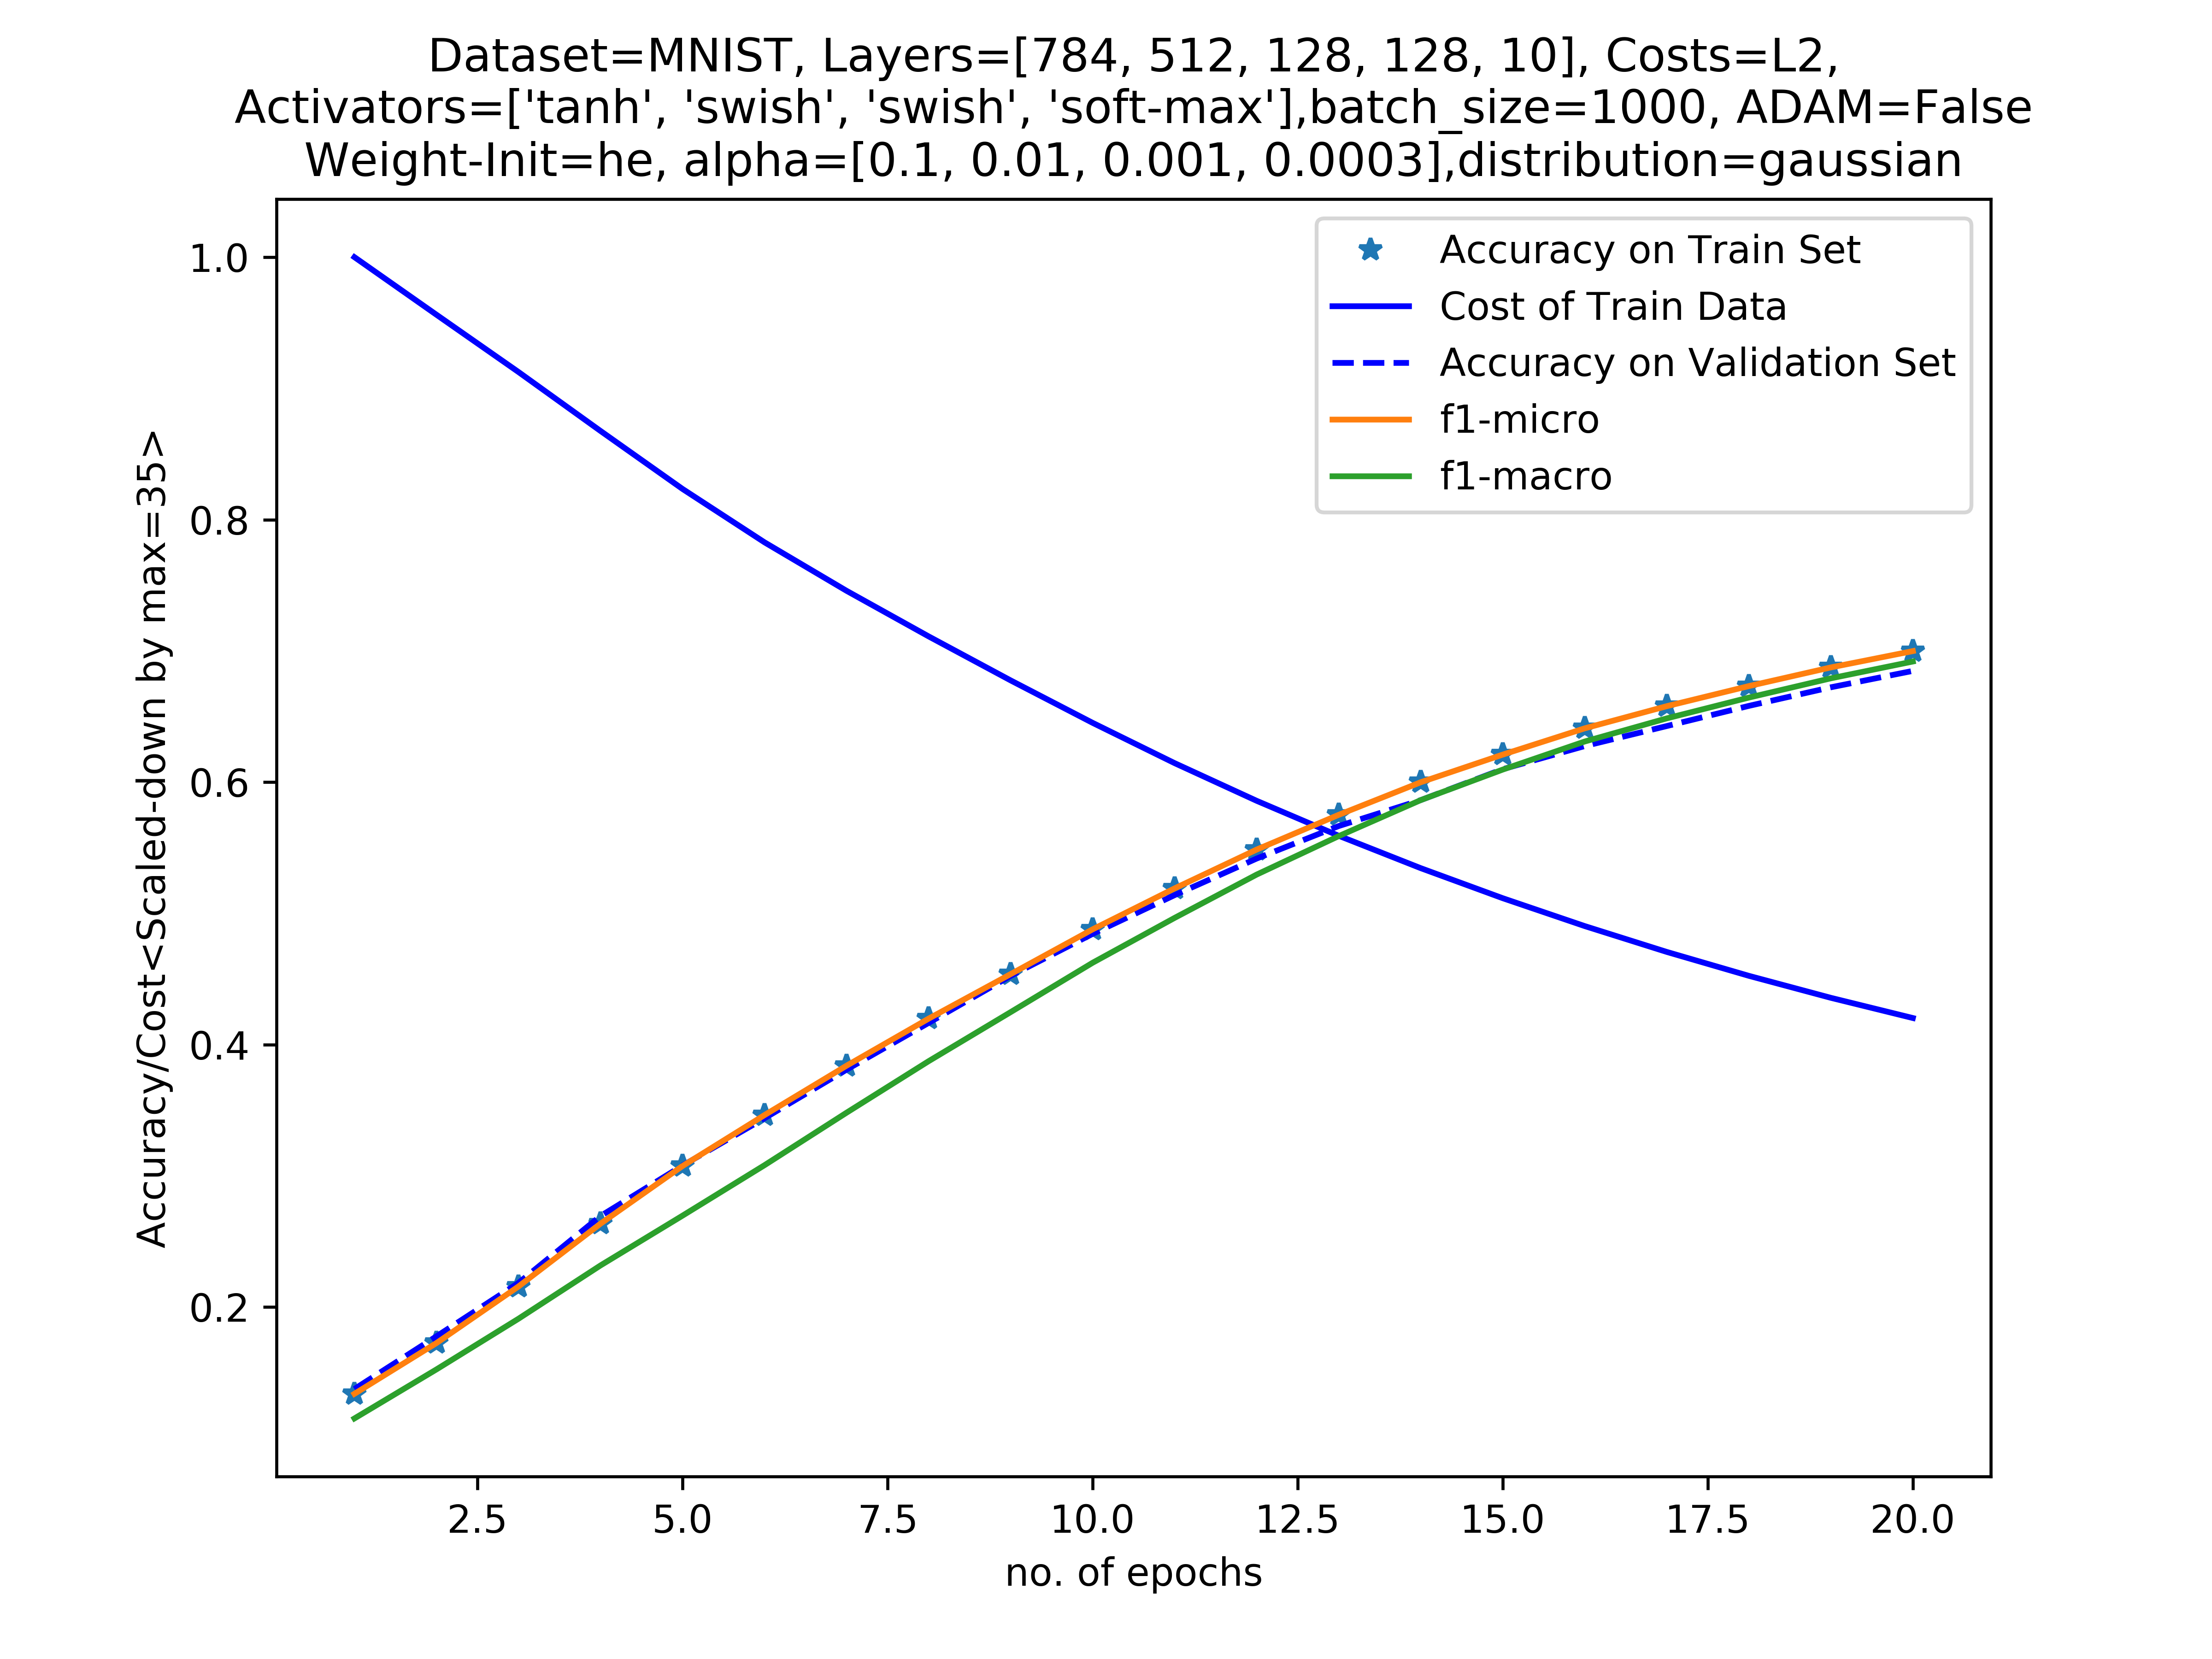 Dataset=MNIST, Layers=[784, 512, 128, 128, 10], Costs=L2,
Activators=['tanh', 'swish', 'swish', 'soft-max'],batch_size=1000, ADAM=False
Weight-Init=he, alpha=[0.1, 0.01, 0.001, 0.0003],distribution=gaussian
Accuracy on Train Set
Cost of Train Data
Accuracy on Validation Set
f1-micro
f1-macro
Accuracy/Cost<Scaled-down by max=35>
1.0
0.8
0.6
0.4
0.2
2.5 5.0 7.5 10.0 12.5 15.0 17.5 20.0
no. of epochs